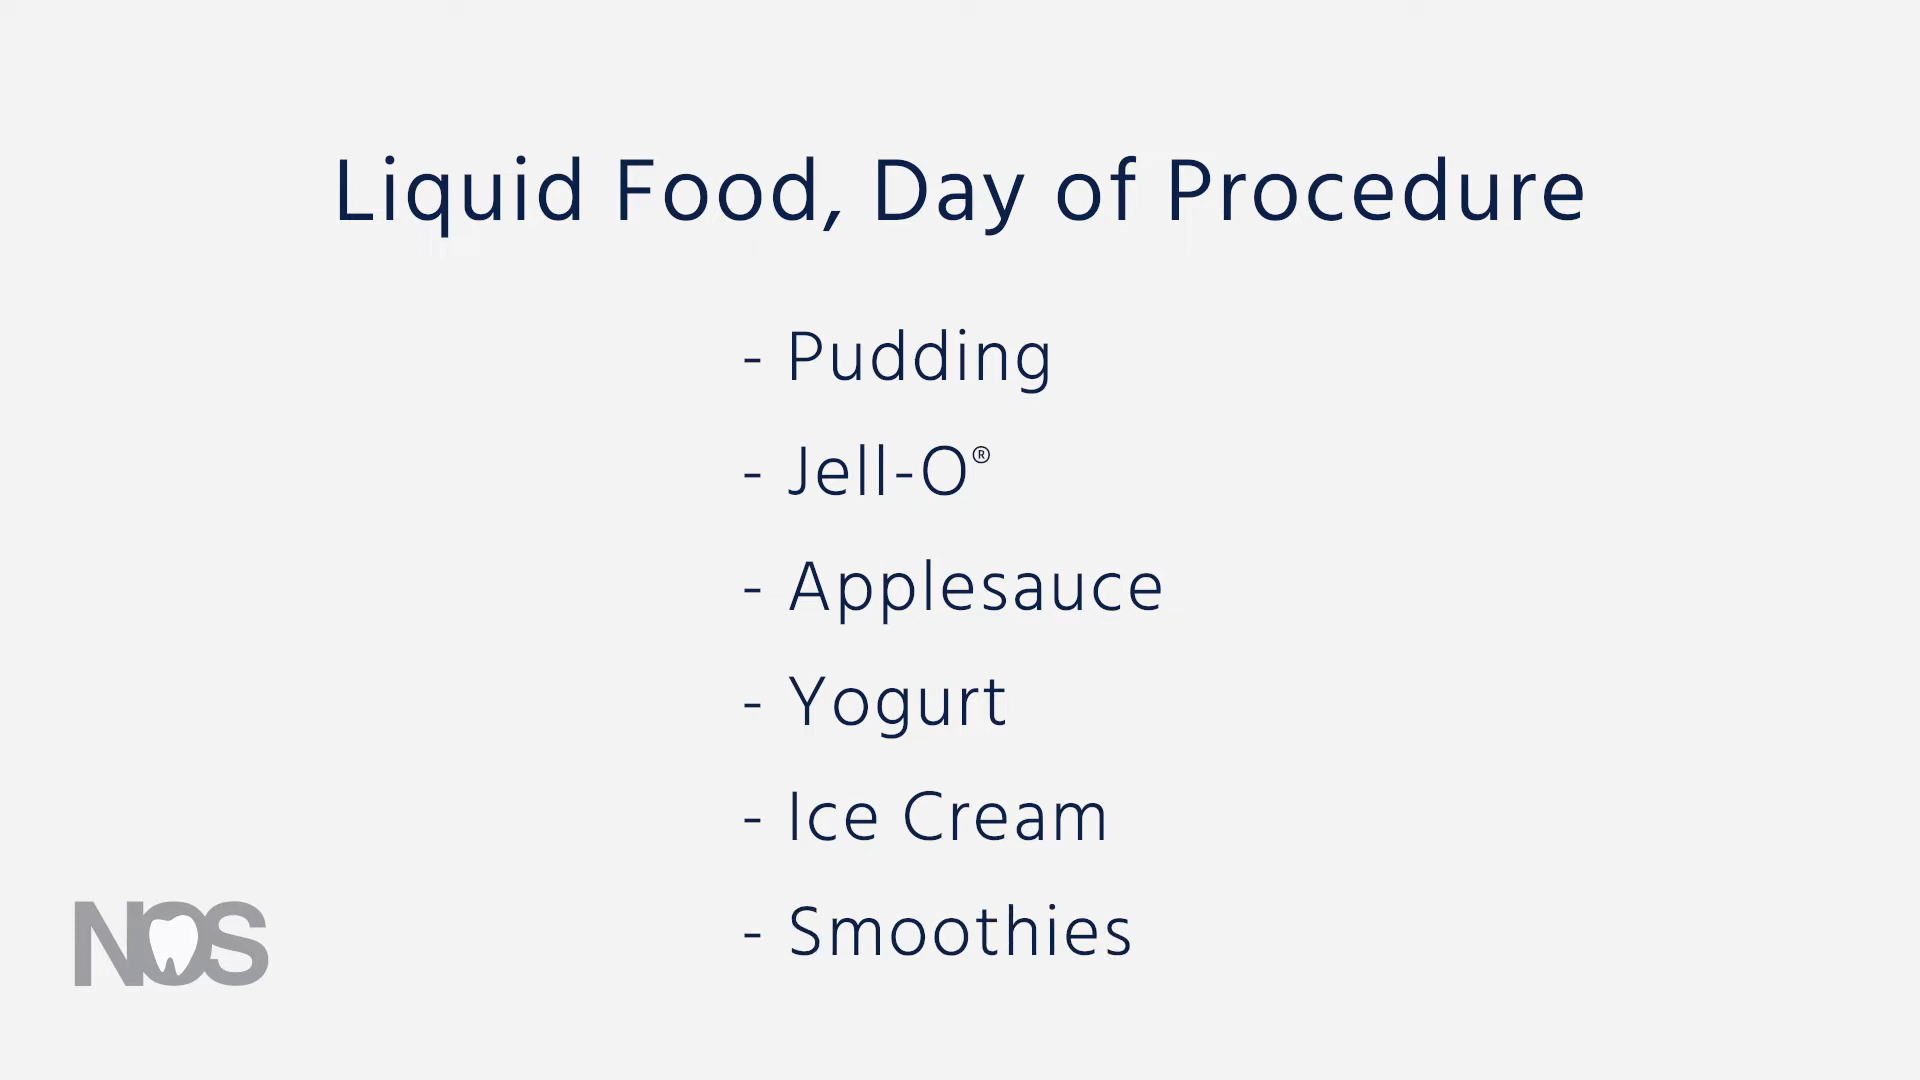 Liquid Food, Day of Procedure
- Pudding
- Jell-O®
- Applesauce
- Yogurt
- Ice Cream
- Smoothies
NOS